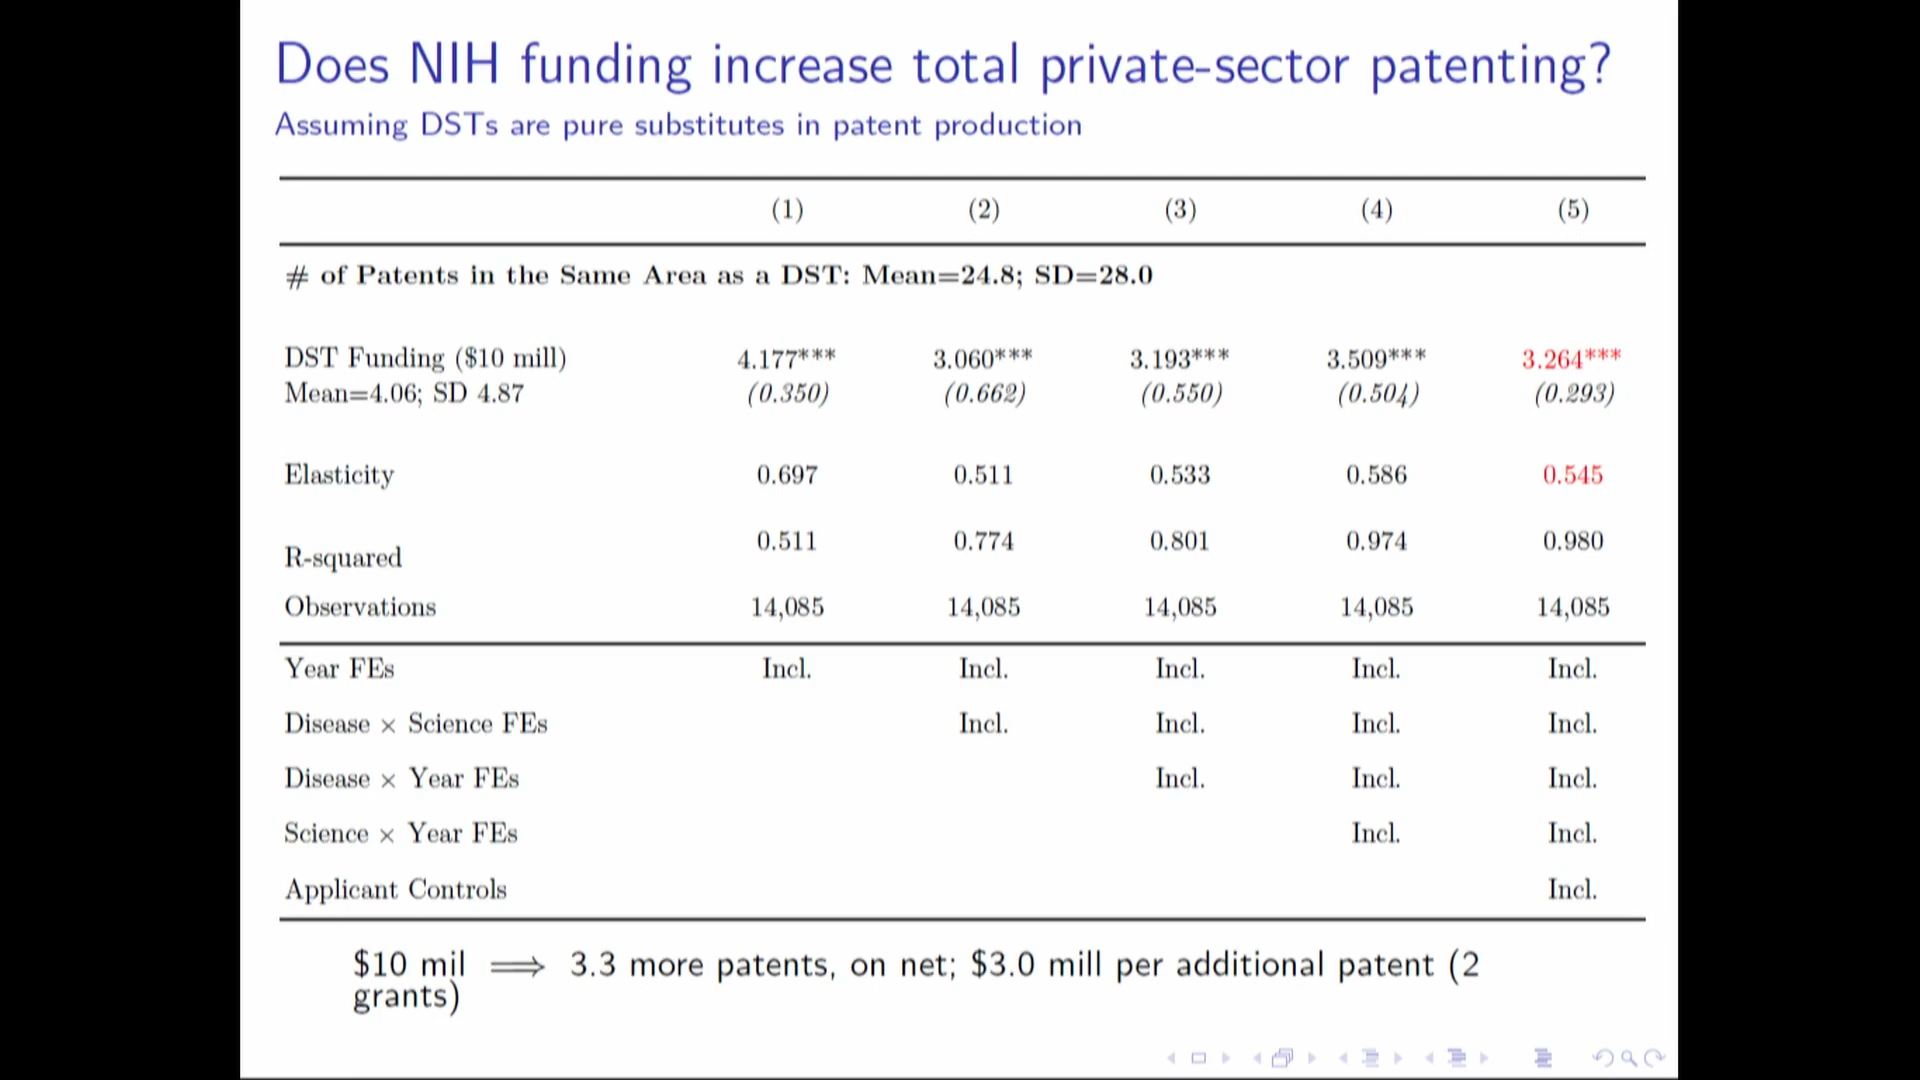 Does NIH funding increase total private-sector patenting?
Assuming DSTs are pure substitutes in patent production
(1) (2) (3) (4) (5)
# of Patents in the Same Area as a DST: Mean=24.8; SD=28.0
DST Funding ($10 mill) 4.177*** 3.060*** 3.193*** 3.509*** 3.264***
Mean=4.06; SD 4.87 (0.350) (0.662) (0.550) (0.504) (0.293)
Elasticity 0.697 0.511 0.533 0.586 0.545
R-squared 0.511 0.774 0.801 0.974 0.980
Observations 14,085 14,085 14,085 14,085 14,085
Year FEs Incl. Incl. Incl. Incl. Incl.
Disease × Science FEs Incl. Incl. Incl. Incl.
Disease × Year FEs Incl. Incl. Incl.
Science × Year FEs Incl. Incl.
Applicant Controls Incl.
$10 mil ⟹ 3.3 more patents, on net; $3.0 mill per additional patent (2
grants)